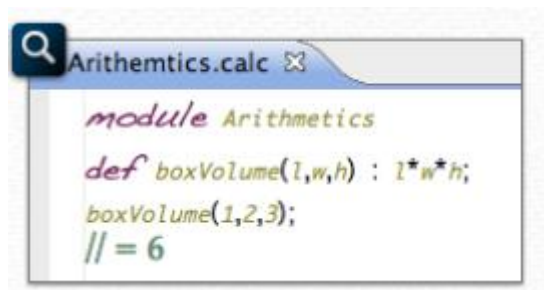 Arithemtics.calc
module Arithmetics
def boxVolume(l,w,h) : l*w*h;
boxVolume(1,2,3);
// = 6